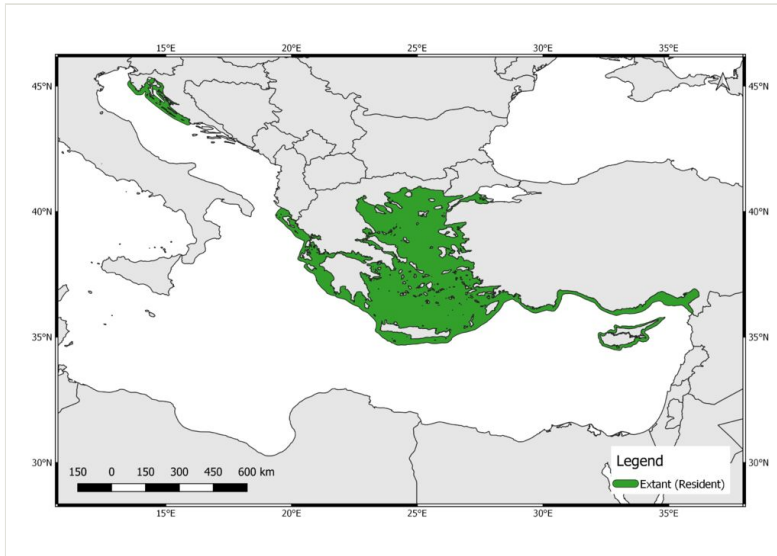 15°E 20°E 25°E 30°E 35°E
45°N 45°N
40°N 40°N
35°N 35°N
30°N 30°N
150 0 150 300 450 600 km
Legend
Extant (Resident)
15°E 20°E 25°E 30°E 35°E